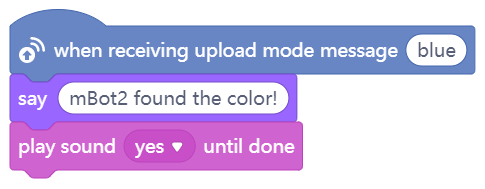 when receiving upload mode message blue
say mBot2 found the color!
play sound yes until done